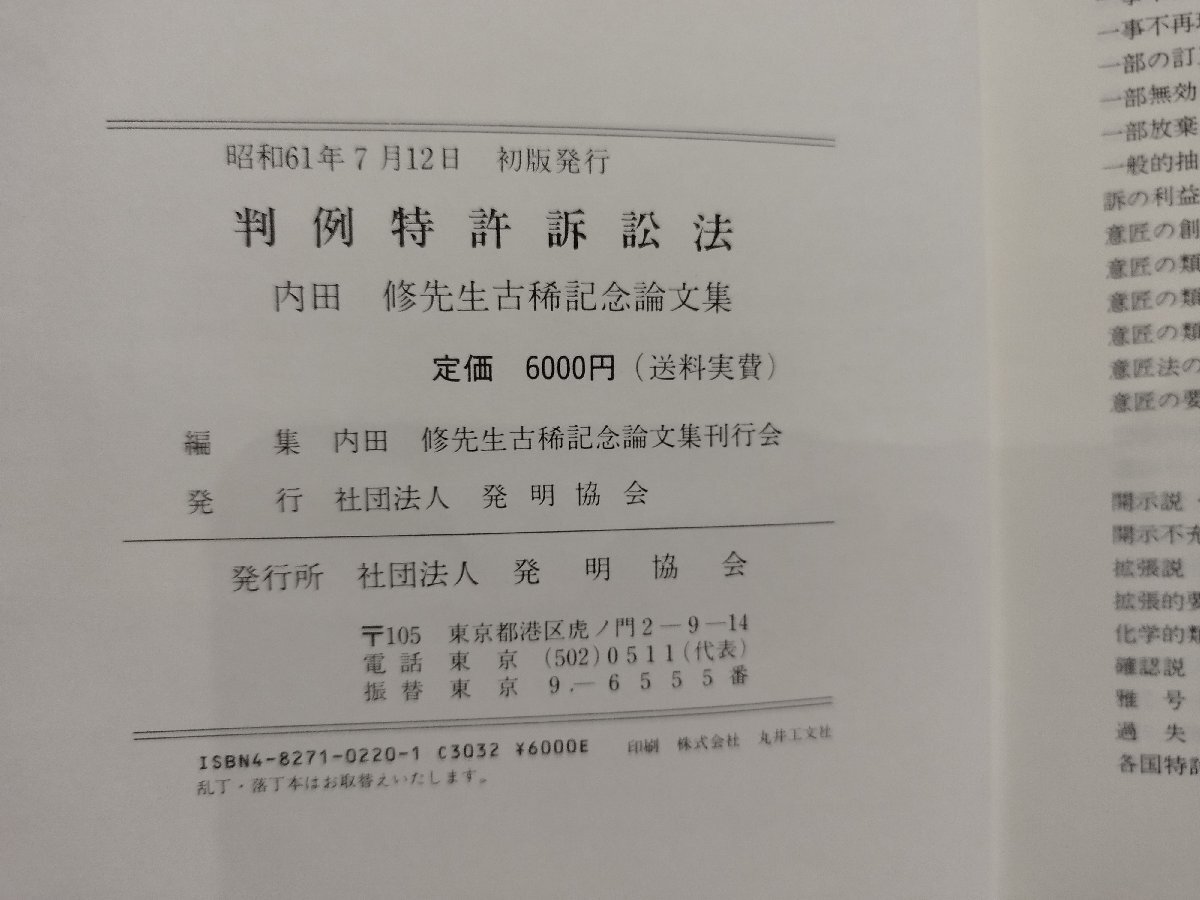 昭和61年7月12日 初版発行
判例特許訴訟法
内田 修先生古稀記念論文集
定価 6000円(送料実費)
編 集 内田 修先生古稀記念論文集刊行会
発 行 社団法人 発明協会
発行所 社団法人 発明協会
〒105 東京都港区虎ノ門2-9-14
電話 東京 (502)0511(代表)
振替 東京 9-6555番
ISBN4-8271-0220-1 C3032 ¥6000E 印刷 株式会社 丸井工文社
乱丁・落丁本はお取替えいたします。
一事不再
一部の訂
一部無効
一部放棄
一般的抽
訴の利益
意匠の創
意匠の類
意匠の類
意匠の類
意匠法の
意匠の要
開示説
開示不充
拡張説
拡張的要
化学的類
確認説
雅号
過失
各国特許